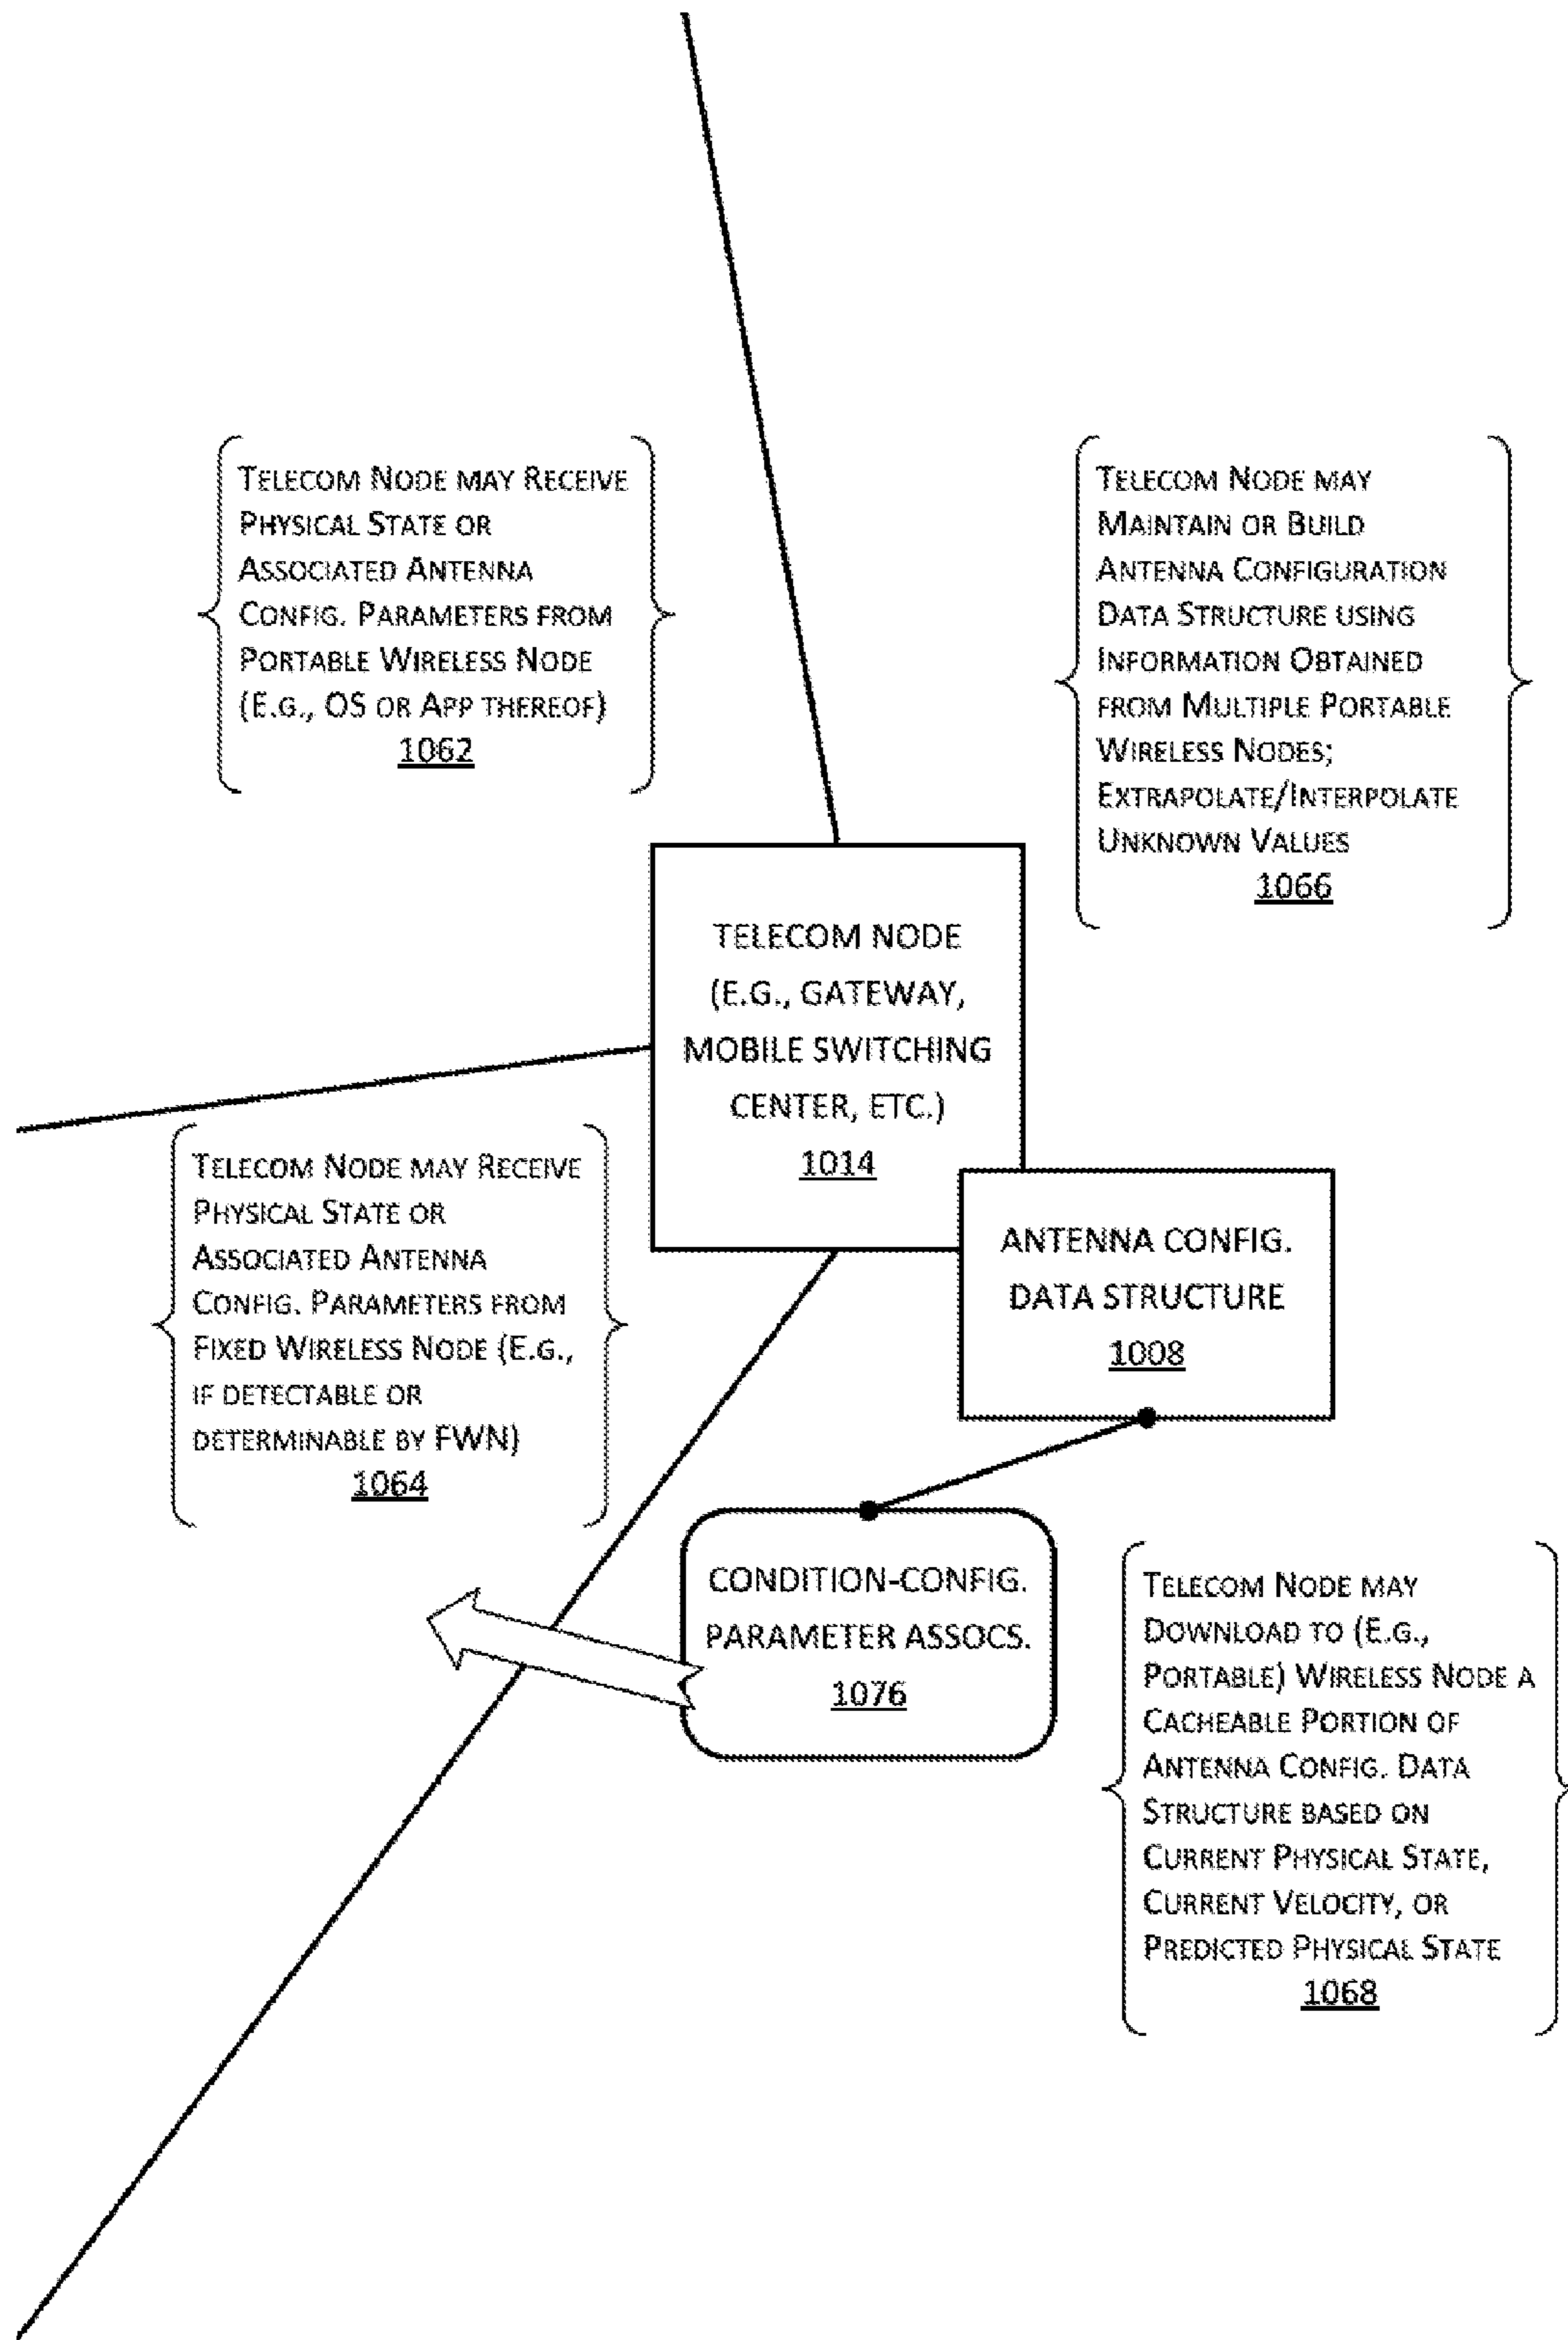 TELECOM NODE MAY RECEIVE
PHYSICAL STATE OR
ASSOCIATED ANTENNA
CONFIG. PARAMETERS FROM
PORTABLE WIRELESS NODE
(E.G., OS OR APP THEREOF)
1062
TELECOM NODE MAY
MAINTAIN OR BUILD
ANTENNA CONFIGURATION
DATA STRUCTURE USING
INFORMATION OBTAINED
FROM MULTIPLE PORTABLE
WIRELESS NODES;
EXTRAPOLATE/INTERPOLATE
UNKNOWN VALUES
1066
TELECOM NODE
(E.G., GATEWAY,
MOBILE SWITCHING
CENTER, ETC.)
1014
TELECOM NODE MAY RECEIVE
PHYSICAL STATE OR
ASSOCIATED ANTENNA
CONFIG. PARAMETERS FROM
FIXED WIRELESS NODE (E.G.,
IF DETECTABLE OR
DETERMINABLE BY FWN)
1064
ANTENNA CONFIG.
DATA STRUCTURE
1008
CONDITION-CONFIG.
PARAMETER ASSOCS.
1076
TELECOM NODE MAY
DOWNLOAD TO (E.G.,
PORTABLE) WIRELESS NODE A
CACHEABLE PORTION OF
ANTENNA CONFIG. DATA
STRUCTURE BASED ON
CURRENT PHYSICAL STATE,
CURRENT VELOCITY, OR
PREDICTED PHYSICAL STATE
1068